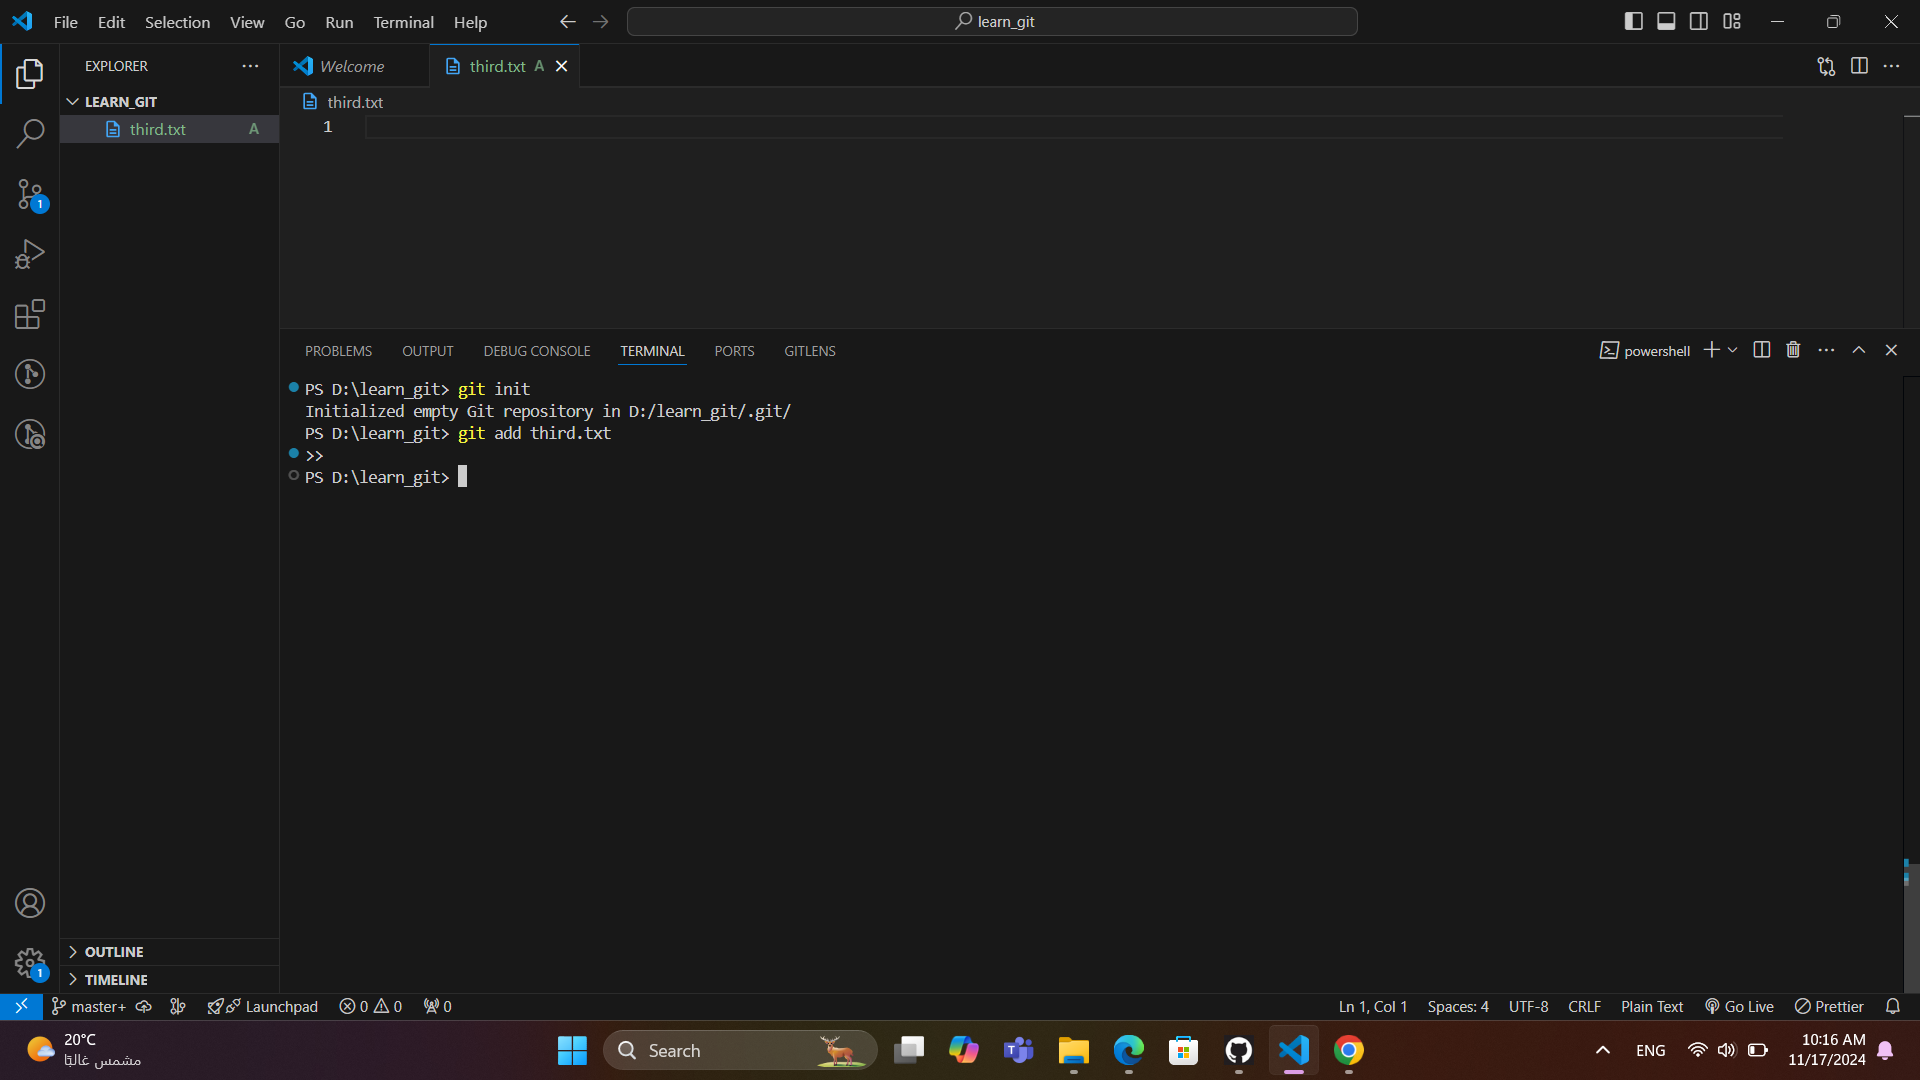 File Edit Selection View Go Run Terminal Help
learn_git
EXPLORER
Welcome
third.txt A
LEARN_GIT
third.txt
third.txt A
1
1
PROBLEMS OUTPUT DEBUG CONSOLE TERMINAL PORTS GITLENS
powershell
PS D:\learn_git> git init
Initialized empty Git repository in D:/learn_git/.git/
PS D:\learn_git> git add third.txt
>>
PS D:\learn_git>
OUTLINE
1
TIMELINE
master+ Launchpad 0 0 0
Ln 1, Col 1 Spaces: 4 UTF-8 CRLF Plain Text Go Live Prettier
20°C
مشمس غالبًا
Search
ENG
10:16 AM
11/17/2024